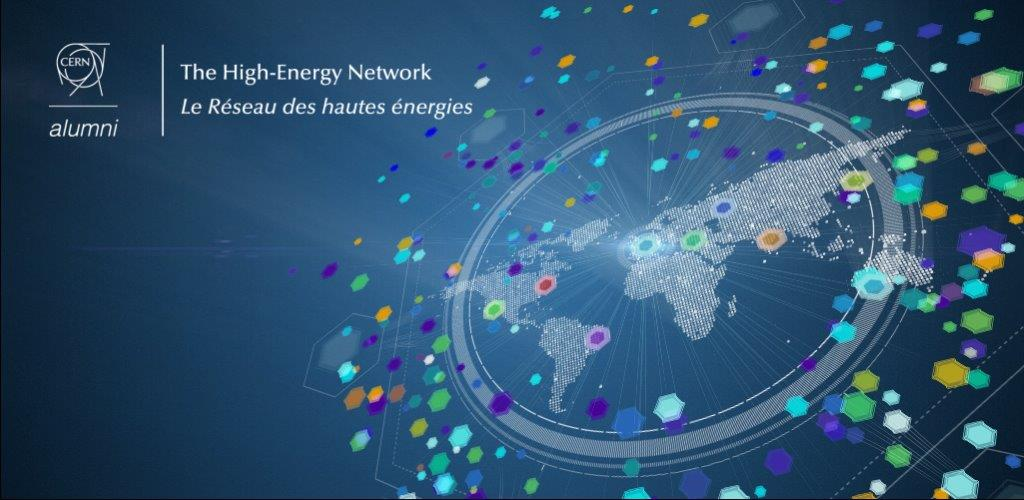 CERN
alumni
The High-Energy Network
Le Réseau des hautes énergies